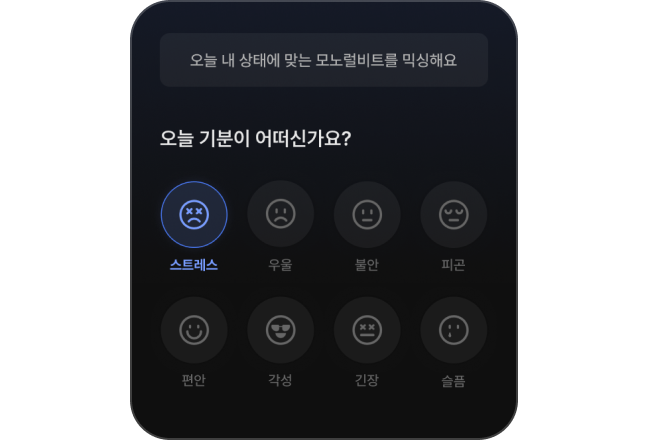 오늘 내 상태에 맞는 모노럴비트를 믹싱해요
오늘 기분이 어떠신가요?
스트레스
우울
불안
피곤
편안
각성
긴장
슬픔